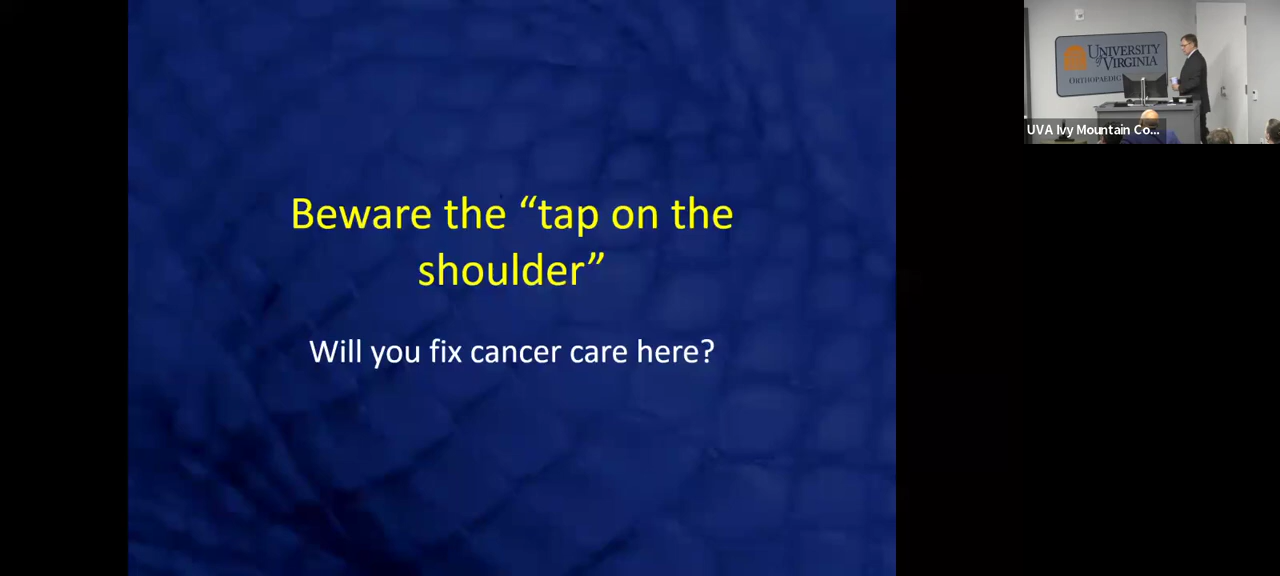 Beware the “tap on the
shoulder”
Will you fix cancer care here?
UNIVERSITY
of VIRGINIA
ORTHOPAEDIC
UVA Ivy Mountain Co...